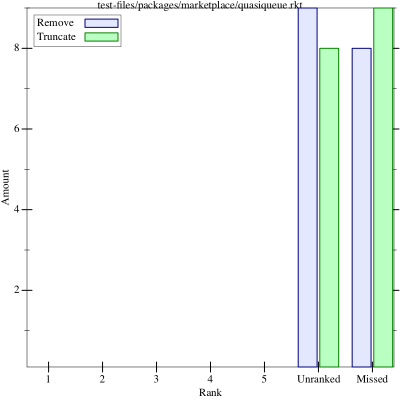 test-files/packages/marketplace/quasiqueue.rkt
Remove
Truncate
8
6
4
2
Amount
1 2 3 4 5 Unranked Missed
Rank